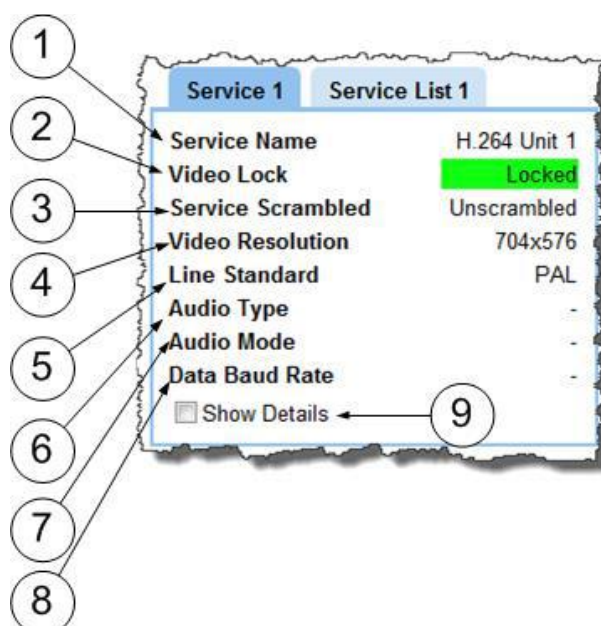 1
2
3
4
5
6
7
8
9
Service 1 Service List 1
Service Name H.264 Unit 1
Video Lock Locked
Service Scrambled Unscrambled
Video Resolution 704x576
Line Standard PAL
Audio Type -
Audio Mode -
Data Baud Rate -
Show Details